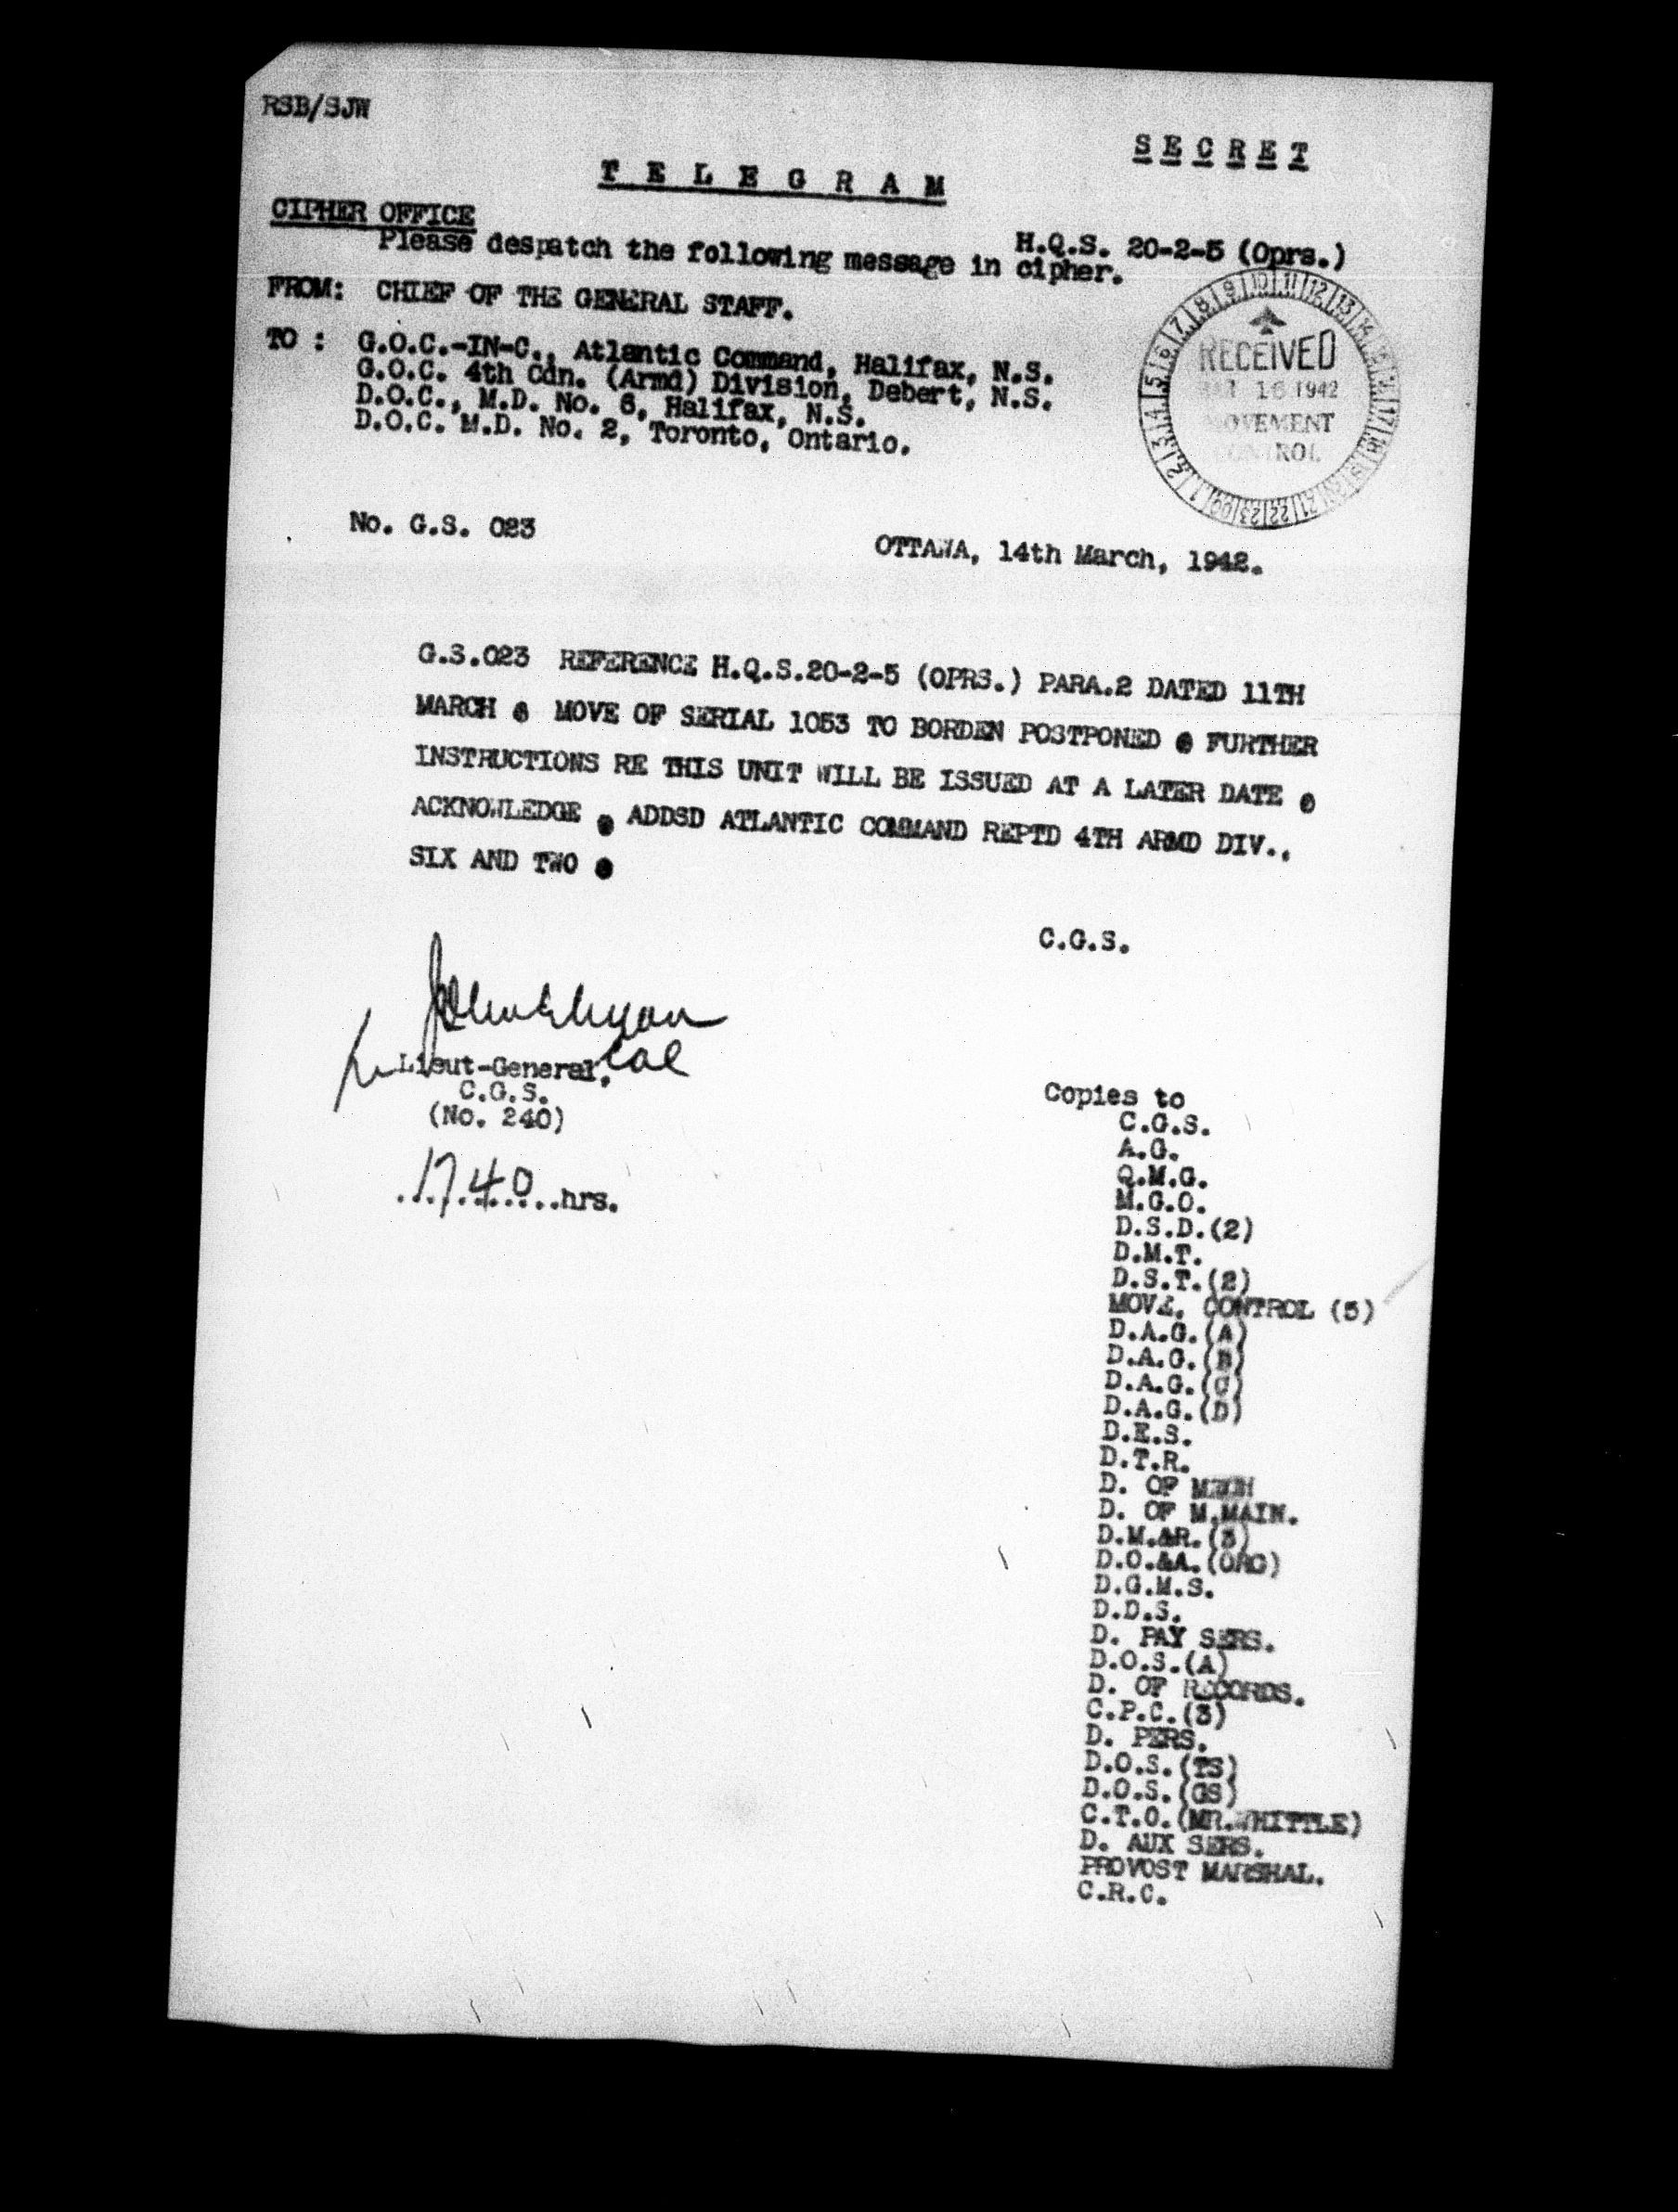 RSB/SJW
S E C R E T
T E L E G R A M
CIPHER OFFICE
H.Q.S. 20-2-5 (Oprs.)
Please despatch the following message in cipher.
FROM: CHIEF OF THE GENERAL STAFF.
TO : G.O.C.-IN-C., Atlantic Command, Halifax, N.S.
G.O.C. 4th Cdn. (Armd) Division, Debert, N.S.
D.O.C., M.D. No. 6, Halifax, N.S.
D.O.C. M.D. No. 2, Toronto, Ontario.
RECEIVED
MAR 16 1942
MOVEMENT
CONTROL
No. G.S. 023
OTTAWA, 14th March, 1942.
G.S.023 REFERENCE H.Q.S.20-2-5 (OPRS.) PARA.2 DATED 11TH
MARCH @ MOVE OF SERIAL 1053 TO BORDEN POSTPONED @ FURTHER
INSTRUCTIONS RE THIS UNIT WILL BE ISSUED AT A LATER DATE @
ACKNOWLEDGE @ ADDSD ATLANTIC COMMAND REPTD 4TH ARMD DIV.,
SIX AND TWO @
C.G.S.
Col
Lieut-General,
C.G.S.
(No. 240)
1740 hrs.
Copies to
C.G.S.
A.G.
Q.M.G.
M.G.O.
D.S.D.(2)
D.M.T.
D.S.T.(2)
MOVE. CONTROL (5)
D.A.G.(A)
D.A.G.(B)
D.A.G.(C)
D.A.G.(D)
D.E.S.
D.T.R.
D. OF MECH
D. OF M.MAIN.
D.M.&R.(3)
D.O.&A.(ORG)
D.G.M.S.
D.D.S.
D. PAY SERS.
D.O.S.(A)
D. OF RECORDS.
C.P.C.(3)
D. PERS.
D.O.S.(TS)
D.O.S.(GS)
C.T.O.(MR.WHITTLE)
D. AUX SERS.
PROVOST MARSHAL.
C.R.C.